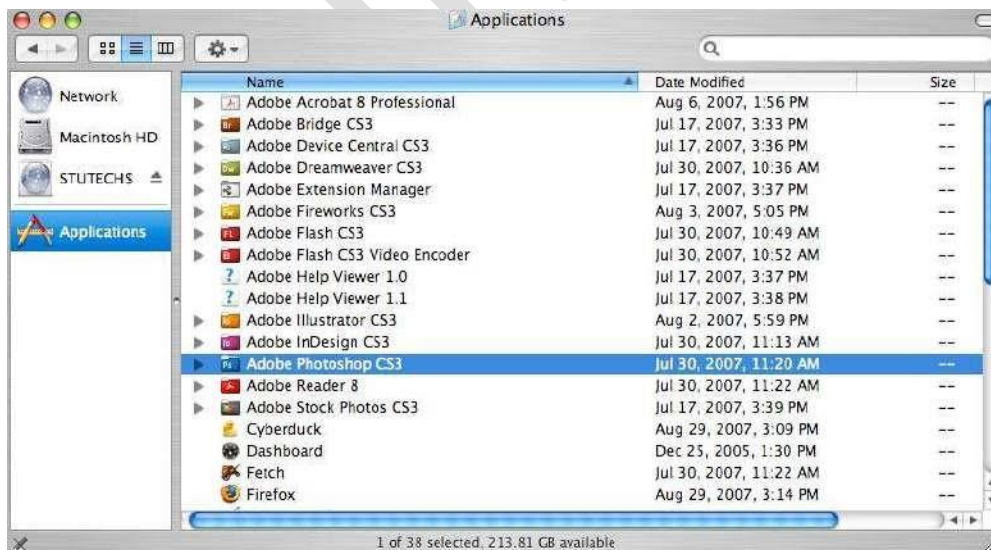 Applications
Name Date Modified Size
Network
Macintosh HD
STUTECH$
Applications
Adobe Acrobat 8 Professional Aug 6, 2007, 1:56 PM --
Adobe Bridge CS3 Jul 17, 2007, 3:33 PM --
Adobe Device Central CS3 Jul 17, 2007, 3:36 PM --
Adobe Dreamweaver CS3 Jul 30, 2007, 10:36 AM --
Adobe Extension Manager Jul 17, 2007, 3:37 PM --
Adobe Fireworks CS3 Aug 3, 2007, 5:05 PM --
Adobe Flash CS3 Jul 30, 2007, 10:49 AM --
Adobe Flash CS3 Video Encoder Jul 30, 2007, 10:52 AM --
Adobe Help Viewer 1.0 Jul 17, 2007, 3:37 PM --
Adobe Help Viewer 1.1 Jul 17, 2007, 3:38 PM --
Adobe Illustrator CS3 Aug 2, 2007, 5:59 PM --
Adobe InDesign CS3 Jul 30, 2007, 11:13 AM --
Adobe Photoshop CS3 Jul 30, 2007, 11:20 AM --
Adobe Reader 8 Jul 30, 2007, 11:22 AM --
Adobe Stock Photos CS3 Jul 17, 2007, 3:39 PM --
Cyberduck Aug 29, 2007, 3:09 PM --
Dashboard Dec 25, 2005, 1:30 PM --
Fetch Jul 30, 2007, 11:22 AM --
Firefox Aug 29, 2007, 3:14 PM --
1 of 38 selected, 213.81 GB available